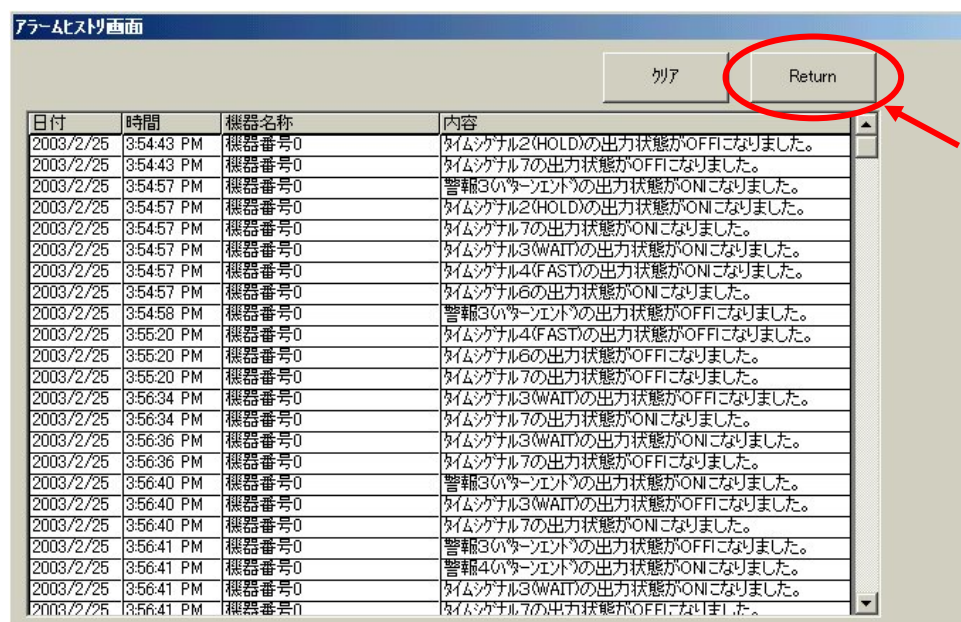 アラームヒストリ画面
クリア Return
日付 時間 機器名称 内容
2003/2/25 3:54:43 PM 機器番号0 タイムシグナル2(HOLD)の出力状態がOFFになりました。
2003/2/25 3:54:43 PM 機器番号0 タイムシグナル7の出力状態がOFFになりました。
2003/2/25 3:54:57 PM 機器番号0 警報3(パターンエンド)の出力状態がONになりました。
2003/2/25 3:54:57 PM 機器番号0 タイムシグナル2(HOLD)の出力状態がONになりました。
2003/2/25 3:54:57 PM 機器番号0 タイムシグナル7の出力状態がONになりました。
2003/2/25 3:54:57 PM 機器番号0 タイムシグナル3(WAIT)の出力状態がONになりました。
2003/2/25 3:54:57 PM 機器番号0 タイムシグナル4(FAST)の出力状態がONになりました。
2003/2/25 3:54:57 PM 機器番号0 タイムシグナル6の出力状態がONになりました。
2003/2/25 3:54:58 PM 機器番号0 警報3(パターンエンド)の出力状態がOFFになりました。
2003/2/25 3:55:20 PM 機器番号0 タイムシグナル4(FAST)の出力状態がOFFになりました。
2003/2/25 3:55:20 PM 機器番号0 タイムシグナル6の出力状態がOFFになりました。
2003/2/25 3:55:20 PM 機器番号0 タイムシグナル7の出力状態がOFFになりました。
2003/2/25 3:56:34 PM 機器番号0 タイムシグナル3(WAIT)の出力状態がOFFになりました。
2003/2/25 3:56:34 PM 機器番号0 タイムシグナル7の出力状態がONになりました。
2003/2/25 3:56:36 PM 機器番号0 タイムシグナル3(WAIT)の出力状態がONになりました。
2003/2/25 3:56:36 PM 機器番号0 タイムシグナル7の出力状態がOFFになりました。
2003/2/25 3:56:40 PM 機器番号0 警報3(パターンエンド)の出力状態がONになりました。
2003/2/25 3:56:40 PM 機器番号0 タイムシグナル3(WAIT)の出力状態がOFFになりました。
2003/2/25 3:56:40 PM 機器番号0 タイムシグナル7の出力状態がONになりました。
2003/2/25 3:56:41 PM 機器番号0 警報3(パターンエンド)の出力状態がOFFになりました。
2003/2/25 3:56:41 PM 機器番号0 警報4(パターンエンド)の出力状態がONになりました。
2003/2/25 3:56:41 PM 機器番号0 タイムシグナル3(WAIT)の出力状態がONになりました。
2003/2/25 3:56:41 PM 機器番号0 タイムシグナル7の出力状態がOFFになりました。